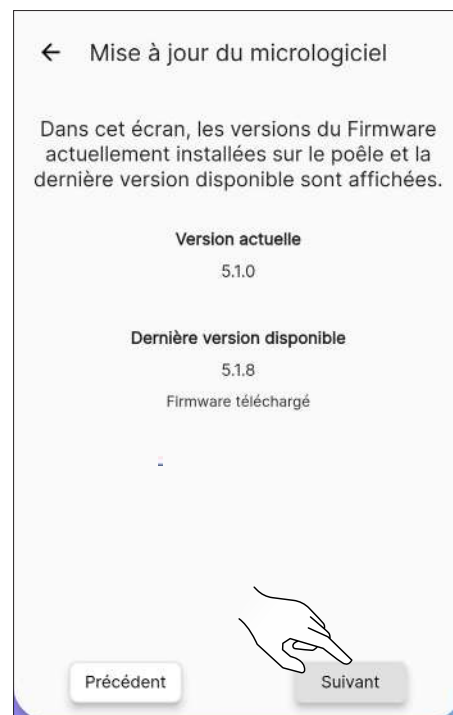 ← Mise à jour du micrologiciel
Dans cet écran, les versions du Firmware
actuellement installées sur le poêle et la
dernière version disponible sont affichées.
Version actuelle
5.1.0
Dernière version disponible
5.1.8
Firmware téléchargé
Précédent
Suivant